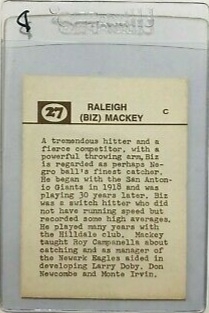 8
27
RALEIGH
(BIZ) MACKEY
C
A tremendous hitter and a
fierce competitor, with a
powerful throwing arm, Biz
is regarded as perhaps Ne-
gro ball's finest catcher.
He began with the San Anton-
io Giants in 1918 and was
playing 30 years later. Biz
was a switch hitter who did
not have running speed but
recorded some high averages.
He played many years with
the Hilldale club. Mackey
taught Roy Campanella about
catching and as manager of
the Newark Eagles aided in
developing Larry Doby, Don
Newcombe and Monte Irvin.